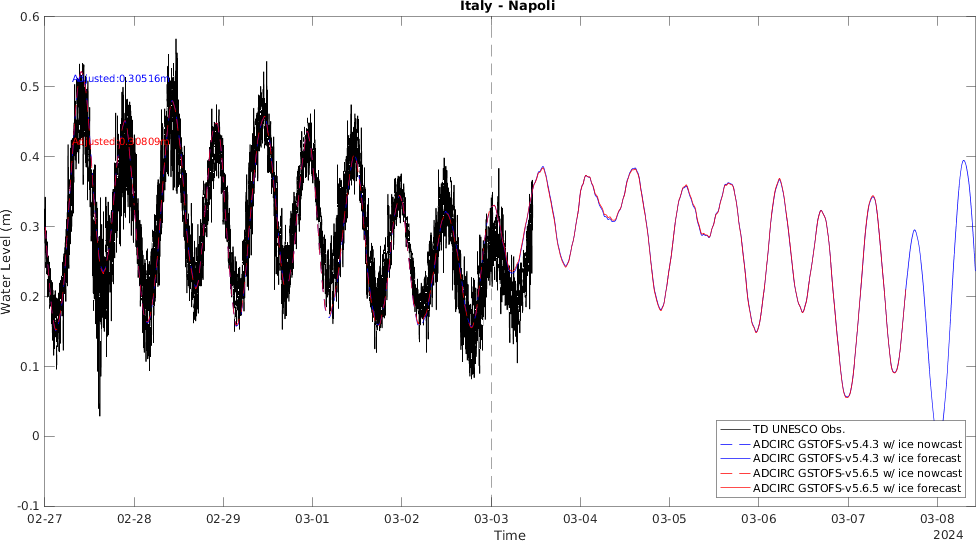 Italy - Napoli
0.6
0.5
0.4
0.3
0.2
0.1
0
-0.1
Water Level (m)
Adjusted:0.30516m
Adjusted:0.30809m
TD UNESCO Obs.
ADCIRC GSTOFS-v5.4.3 w/ ice nowcast
ADCIRC GSTOFS-v5.4.3 w/ ice forecast
ADCIRC GSTOFS-v5.6.5 w/ ice nowcast
ADCIRC GSTOFS-v5.6.5 w/ ice forecast
02-27 02-28 02-29 03-01 03-02 03-03 03-04 03-05 03-06 03-07 03-08
Time
2024